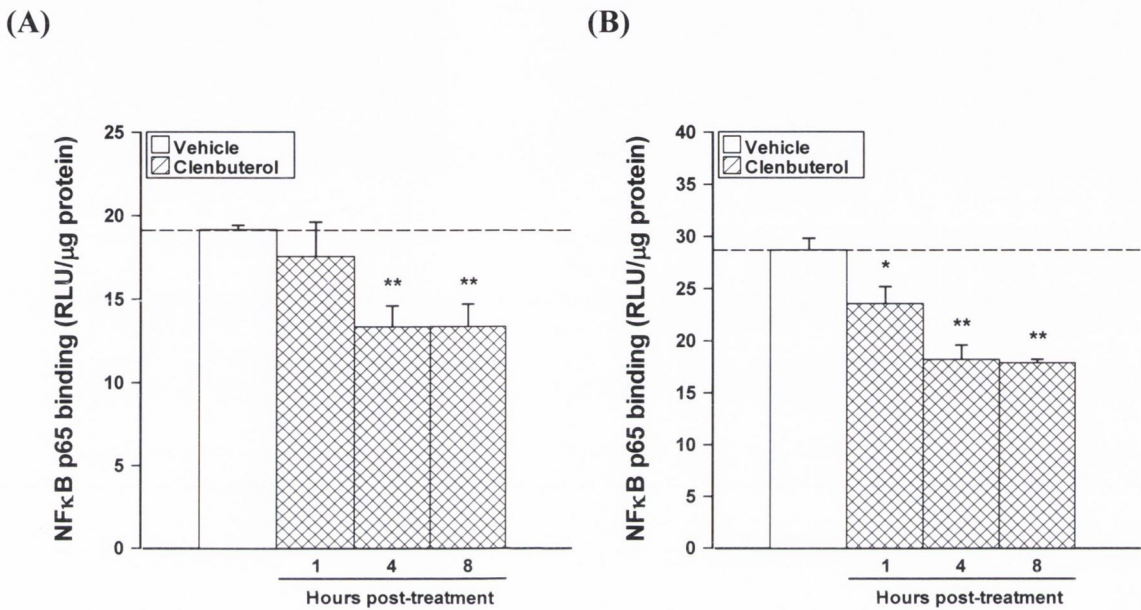 (A)
NFκB p65 binding (RLU/μg protein)
25
20
15
10
5
0
Vehicle
Clenbuterol
**
**
1 4 8
Hours post-treatment
(B)
NFκB p65 binding (RLU/μg protein)
40
35
30
25
20
15
10
5
0
Vehicle
Clenbuterol
*
**
**
1 4 8
Hours post-treatment